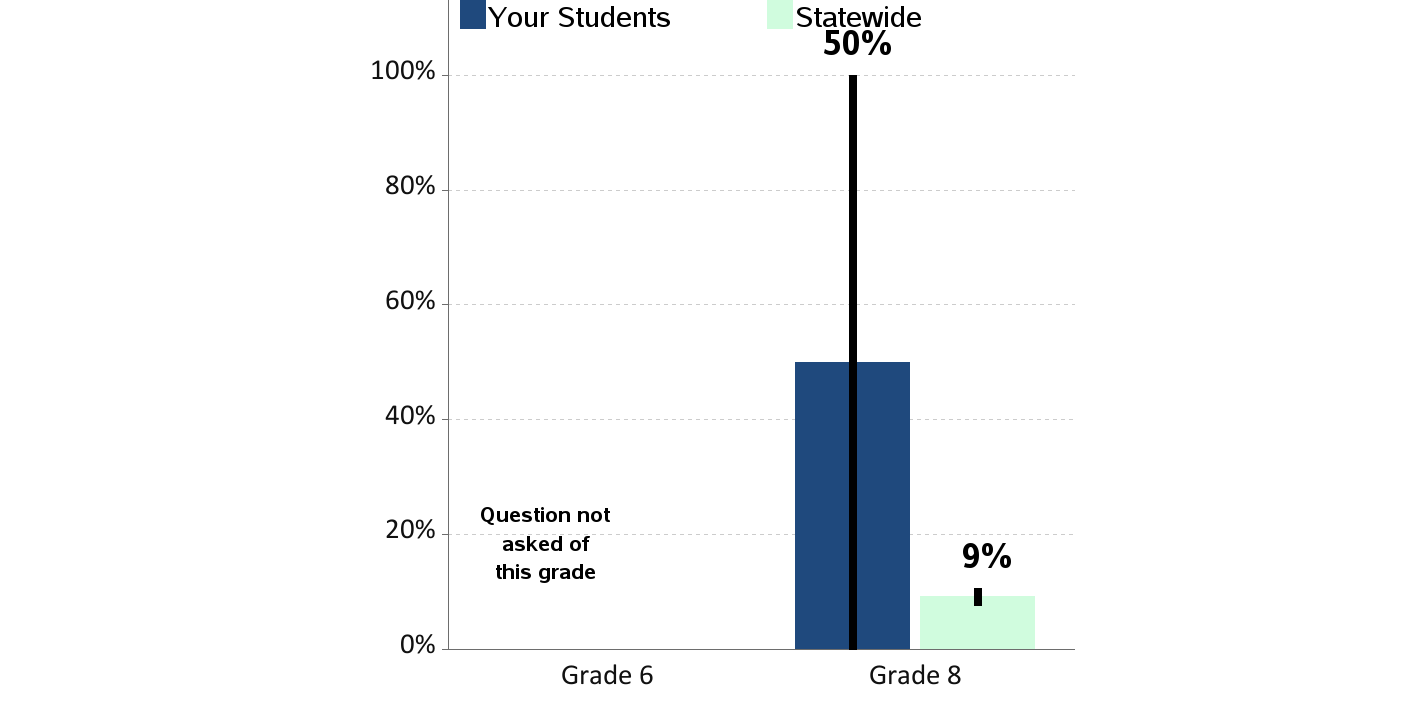 Your Students
Statewide
50%
100%
80%
60%
40%
20%
0%
Question not
asked of
this grade
9%
Grade 6
Grade 8